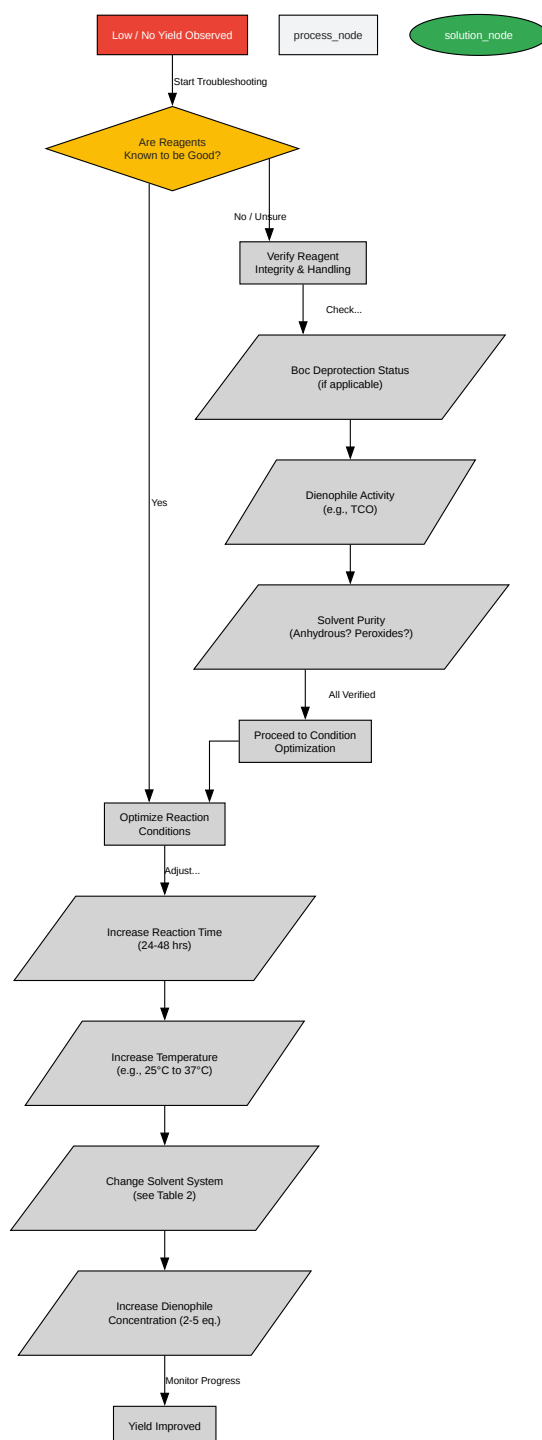 Low / No Yield Observed
process_node
solution_node
Start Troubleshooting
Are Reagents
Known to be Good?
No / Unsure
Verify Reagent
Integrity & Handling
Check...
Boc Deprotection Status
(if applicable)
Dienophile Activity
(e.g., TCO)
Yes
Solvent Purity
(Anhydrous? Peroxides?)
All Verified
Proceed to Condition
Optimization
Optimize Reaction
Conditions
Adjust...
Increase Reaction Time
(24-48 hrs)
Increase Temperature
(e.g., 25°C to 37°C)
Change Solvent System
(see Table 2)
Increase Dienophile
Concentration (2-5 eq.)
Monitor Progress
Yield Improved